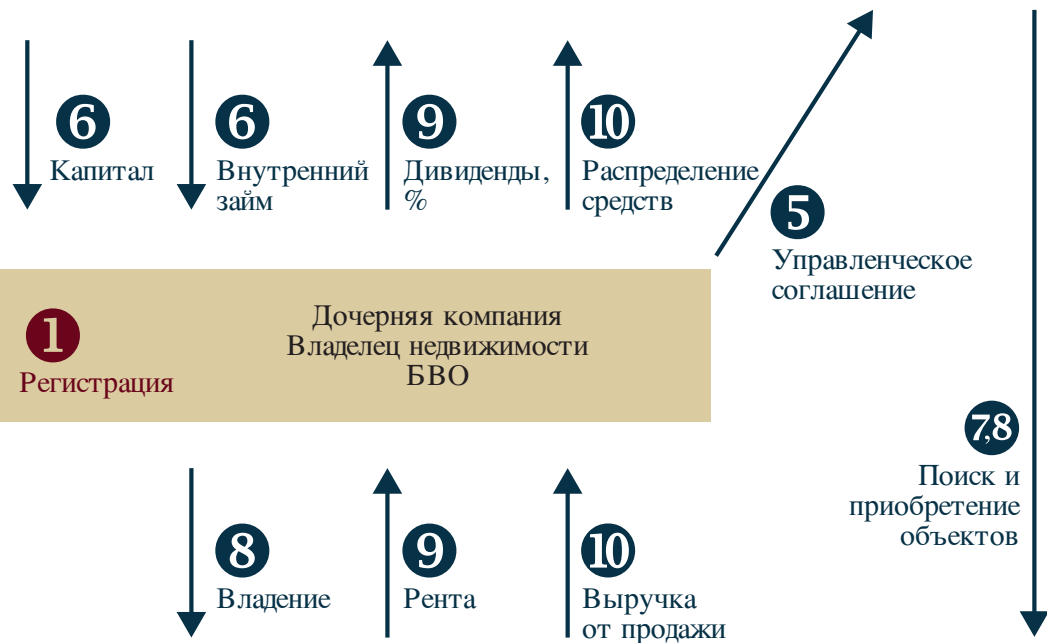 6
Капитал
6
Внутренний
займ
9
Дивиденды,
%
10
Распределение
средств
5
Управленческое
соглашение
1
Регистрация
Дочерняя компания
Владелец недвижимости
БВО
7,8
Поиск и
приобретение
объектов
8
Владение
9
Рента
10
Выручка
от продажи